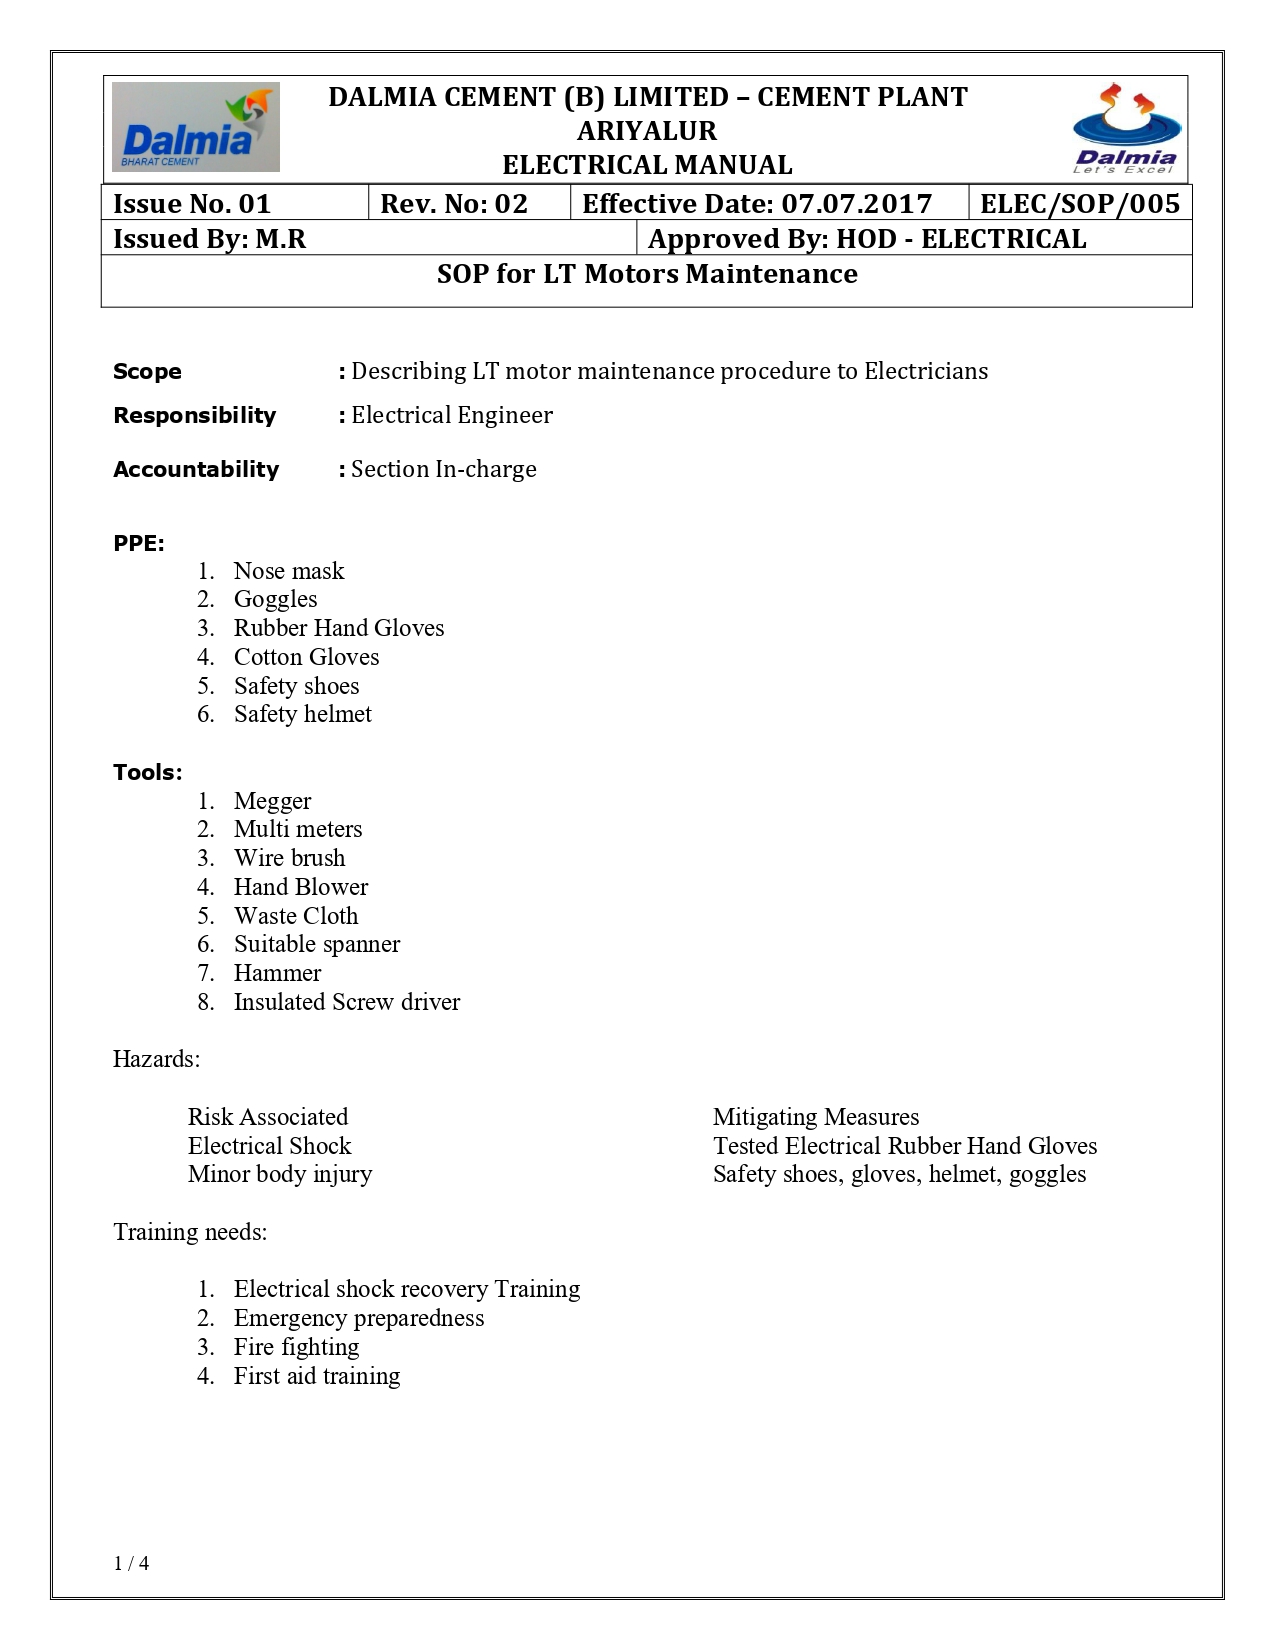 DALMIA CEMENT (B) LIMITED – CEMENT PLANT
ARIYALUR
ELECTRICAL MANUAL
Dalmia
BHARAT CEMENT
Dalmia
Let's Excel
Issue No. 01 Rev. No: 02 Effective Date: 07.07.2017 ELEC/SOP/005
Issued By: M.R Approved By: HOD - ELECTRICAL
SOP for LT Motors Maintenance
Scope : Describing LT motor maintenance procedure to Electricians
Responsibility : Electrical Engineer
Accountability : Section In-charge
PPE:
1. Nose mask
2. Goggles
3. Rubber Hand Gloves
4. Cotton Gloves
5. Safety shoes
6. Safety helmet
Tools:
1. Megger
2. Multi meters
3. Wire brush
4. Hand Blower
5. Waste Cloth
6. Suitable spanner
7. Hammer
8. Insulated Screw driver
Hazards:
Risk Associated Mitigating Measures
Electrical Shock Tested Electrical Rubber Hand Gloves
Minor body injury Safety shoes, gloves, helmet, goggles
Training needs:
1. Electrical shock recovery Training
2. Emergency preparedness
3. Fire fighting
4. First aid training
1 / 4